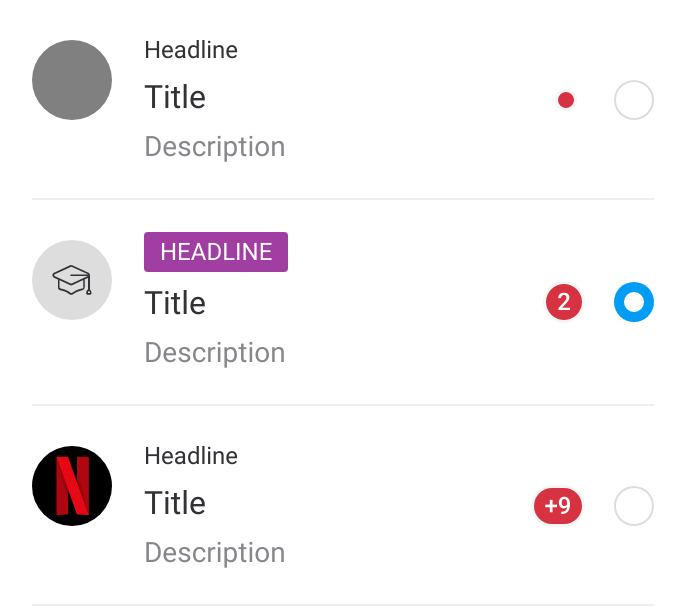 Headline
Title
Description
HEADLINE
Title
2
Description
Headline
N
Title
+9
Description